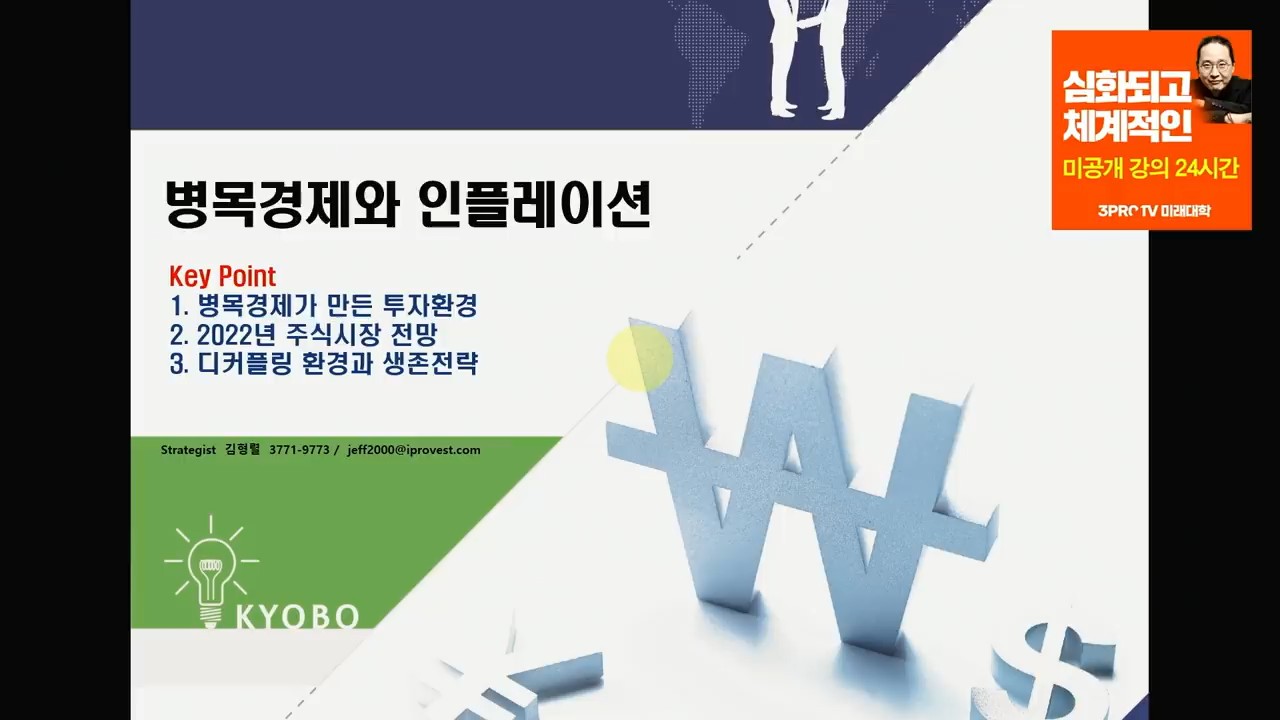 심화되고
체계적인
미공개 강의 24시간
3PRO TV 미래대학
병목경제와 인플레이션
Key Point
1. 병목경제가 만든 투자환경
2. 2022년 주식시장 전망
3. 디커플링 환경과 생존전략
Strategist 김형렬 3771-9773 / jeff2000@iprovest.com
KYOBO